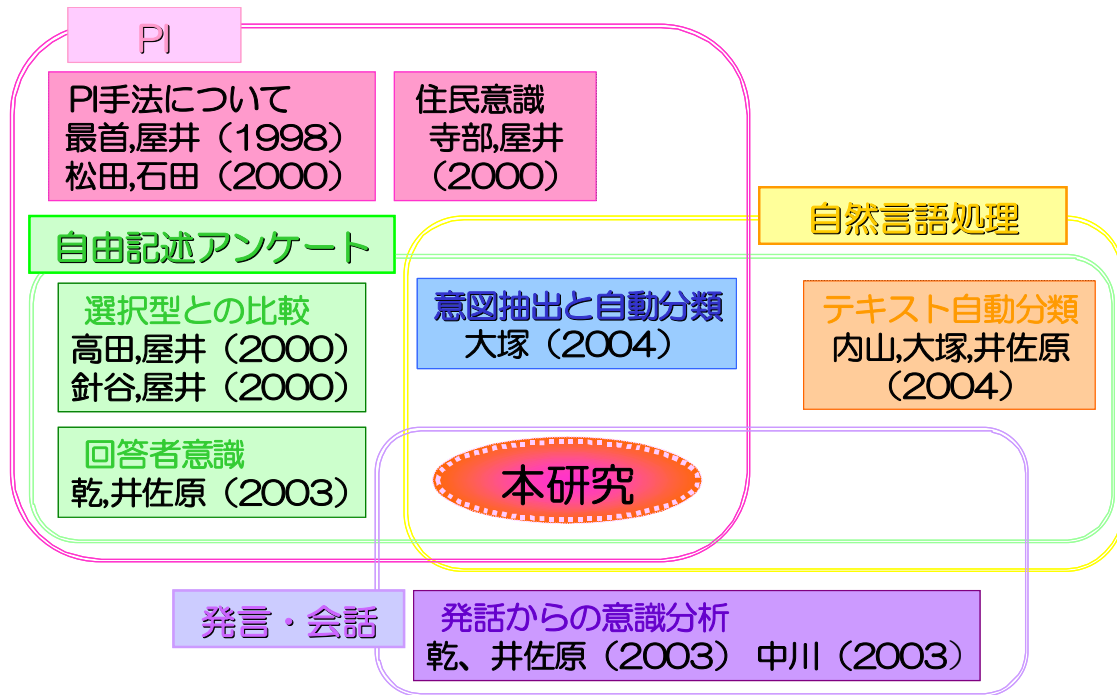 PI
PI手法について
最首,屋井（1998）
松田,石田（2000）
住民意識
寺部,屋井
（2000）
自然言語処理
自由記述アンケート
選択型との比較
高田,屋井（2000）
針谷,屋井（2000）
意図抽出と自動分類
大塚（2004）
テキスト自動分類
内山,大塚,井佐原
（2004）
回答者意識
乾,井佐原（2003）
本研究
発言・会話
発話からの意識分析
乾、井佐原（2003） 中川（2003）